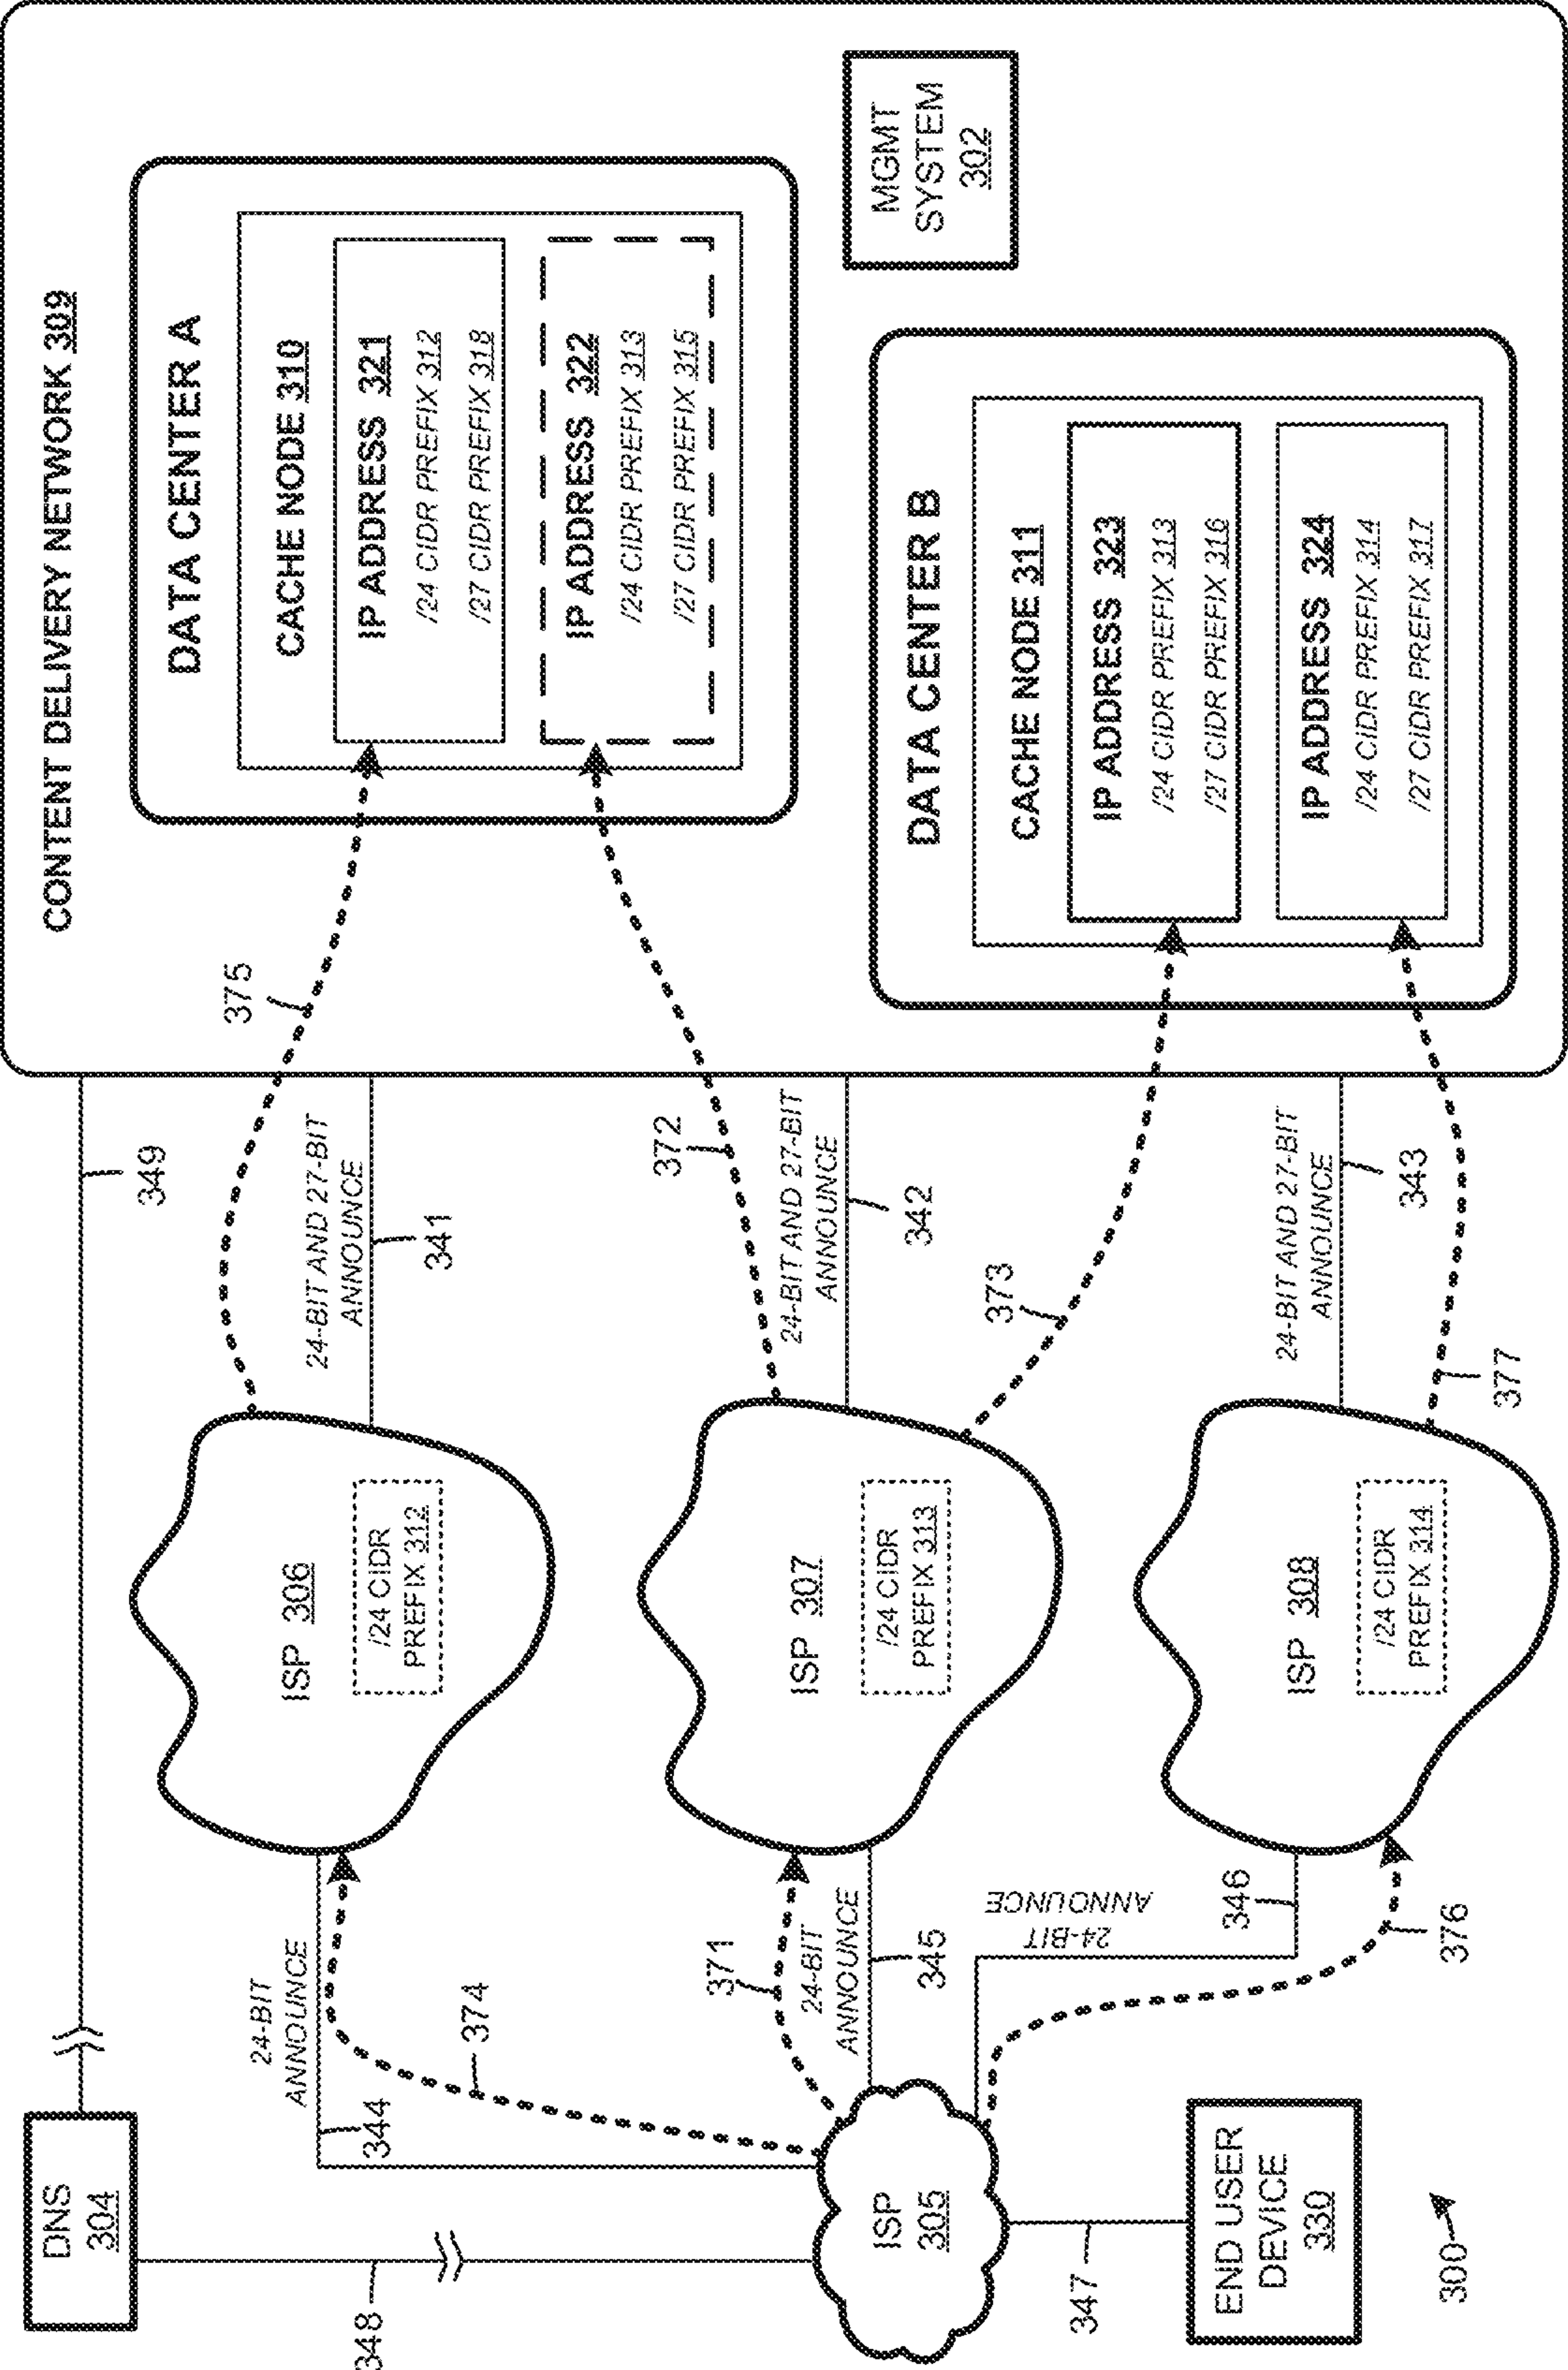 CONTENT DELIVERY NETWORK 309
DATA CENTER A
CACHE NODE 310
IP ADDRESS 321
/24 CIDR PREFIX 312
/27 CIDR PREFIX 318
IP ADDRESS 322
/24 CIDR PREFIX 313
/27 CIDR PREFIX 315
MGMT
SYSTEM
302
DATA CENTER B
CACHE NODE 311
IP ADDRESS 323
/24 CIDR PREFIX 313
/27 CIDR PREFIX 316
IP ADDRESS 324
/24 CIDR PREFIX 314
/27 CIDR PREFIX 317
375
349
24-BIT AND 27-BIT
ANNOUNCE
341
372
24-BIT AND 27-BIT
ANNOUNCE
342
373
24-BIT AND 27-BIT
ANNOUNCE
343
377
ISP 306
/24 CIDR
PREFIX 312
ISP 307
/24 CIDR
PREFIX 313
ISP 308
/24 CIDR
PREFIX 314
24-BIT
ANNOUNCE
344
374
371
24-BIT
ANNOUNCE
345
24-BIT
ANNOUNCE
346
376
DNS
304
348
ISP
305
347
END USER
DEVICE
330
300